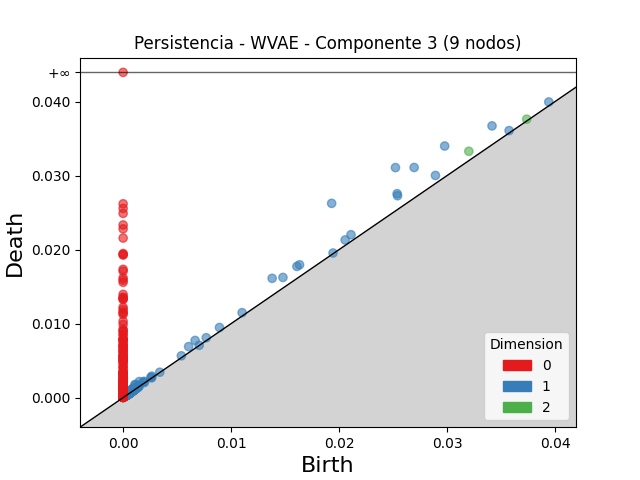 Persistencia - WVAE - Componente 3 (9 nodos)
+∞
0.040
0.030
0.020
0.010
0.000
Death
0.00 0.01 0.02 0.03 0.04
Birth
Dimension
0
1
2